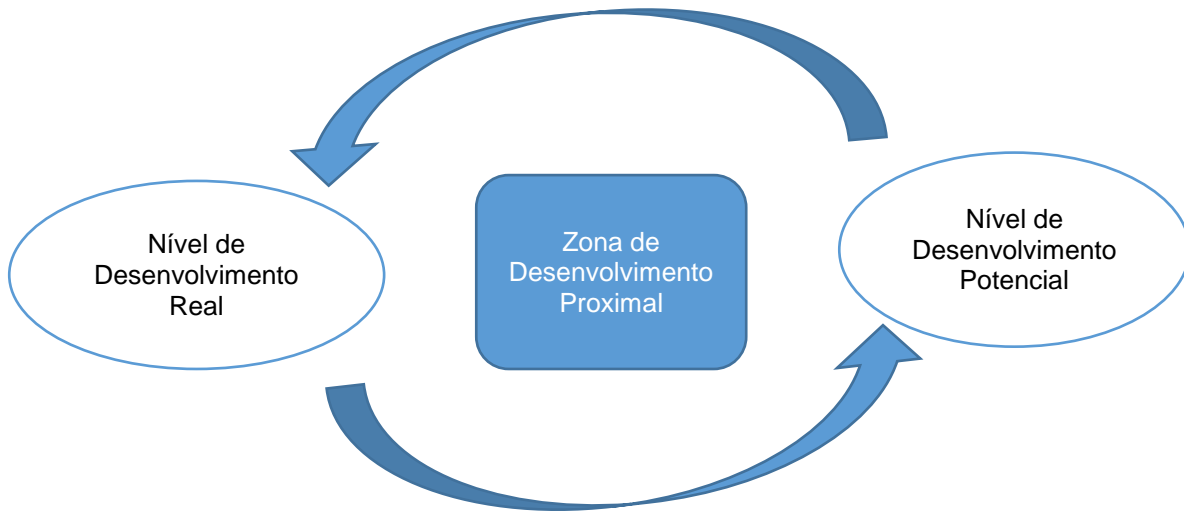 Nível de
Desenvolvimento
Real
Zona de
Desenvolvimento
Proximal
Nível de
Desenvolvimento
Potencial